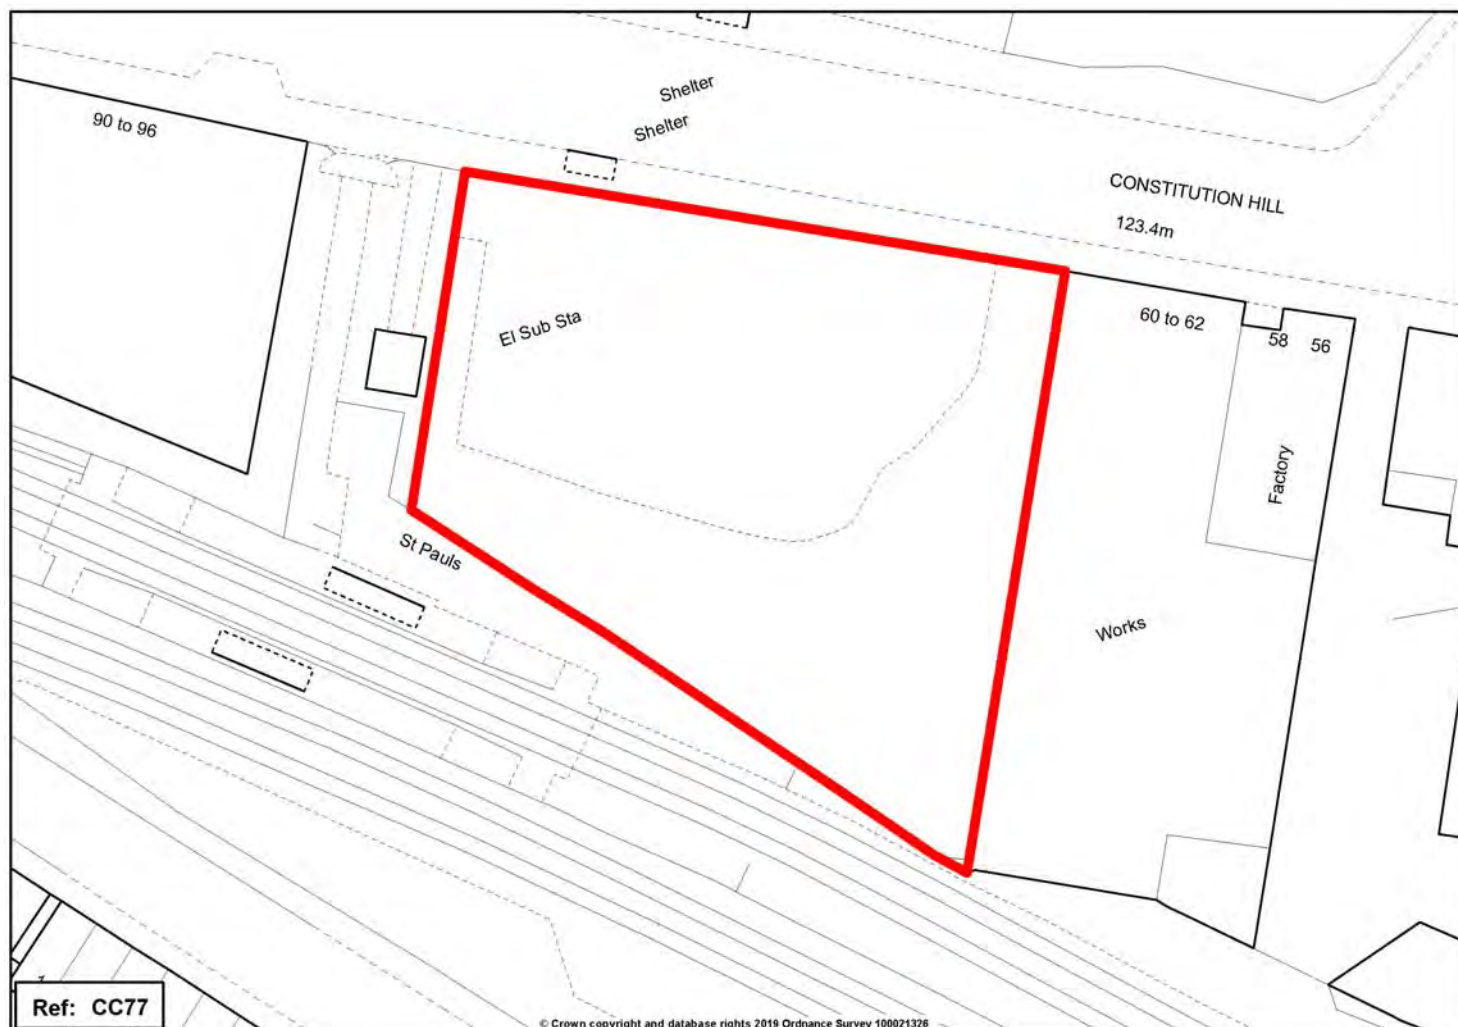 Shelter
90 to 96
Shelter
CONSTITUTION HILL
123.4m
El Sub Sta
60 to 62
58 56
Factory
St Pauls
Works
Ref: CC77
© Crown copyright and database rights 2019 Ordnance Survey 100021326